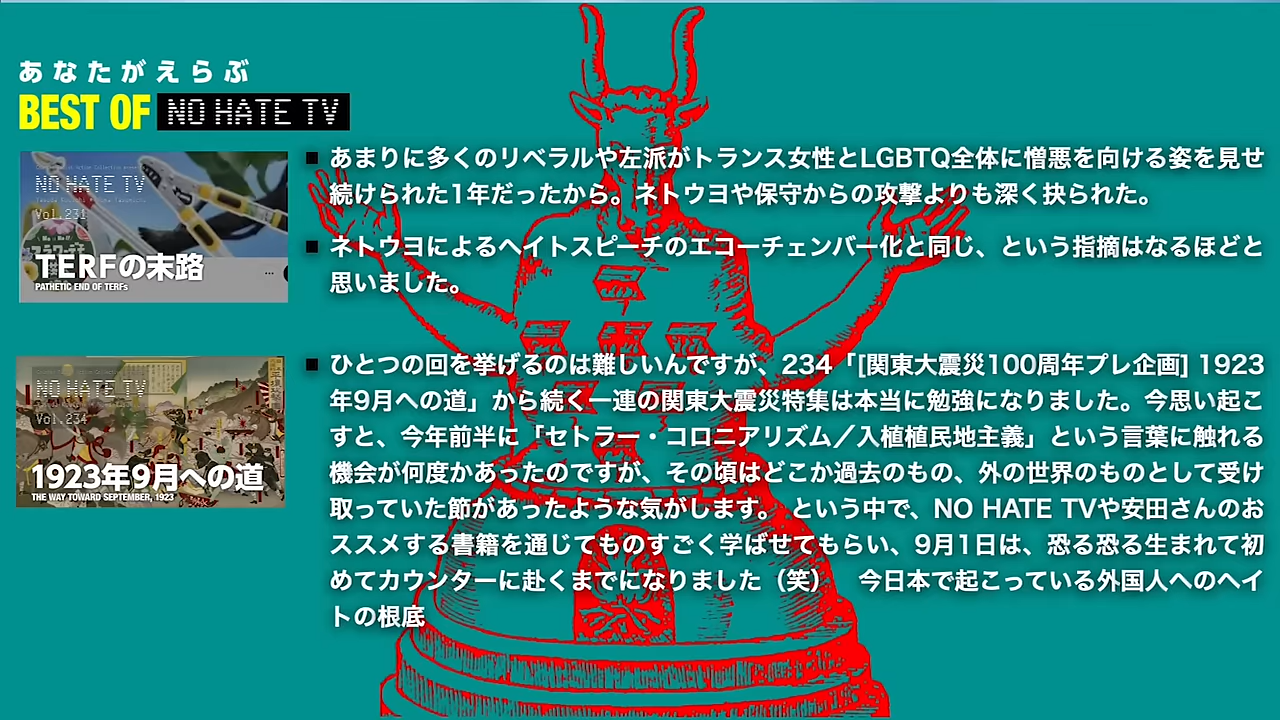 あなたがえらぶ
BEST OF NO HATE TV
NO HATE TV
Vol.231
TERFの末路
PATHETIC END OF TERFs
あまりに多くのリベラルや左派がトランス女性とLGBTQ全体に憎悪を向ける姿を見せ
続けられた1年だったから。ネトウヨや保守からの攻撃よりも深く抉られた。
ネトウヨによるヘイトスピーチのエコーチェンバー化と同じ、という指摘はなるほどと
思いました。
NO HATE TV
Vol.234
1923年9月への道
THE WAY TOWARD SEPTEMBER, 1923
ひとつの回を挙げるのは難しいんですが、234「[関東大震災100周年プレ企画] 1923
年9月への道」から続く一連の関東大震災特集は本当に勉強になりました。今思い起こ
すと、今年前半に「セトラー・コロニアリズム／入植植民地主義」という言葉に触れる
機会が何度かあったのですが、その頃はどこか過去のもの、外の世界のものとして受け
取っていた節があったような気がします。 という中で、NO HATE TVや安田さんのお
ススメする書籍を通じてものすごく学ばせてもらい、9月1日は、恐る恐る生まれて初
めてカウンターに赴くまでになりました（笑）　今日本で起こっている外国人へのヘイ
トの根底